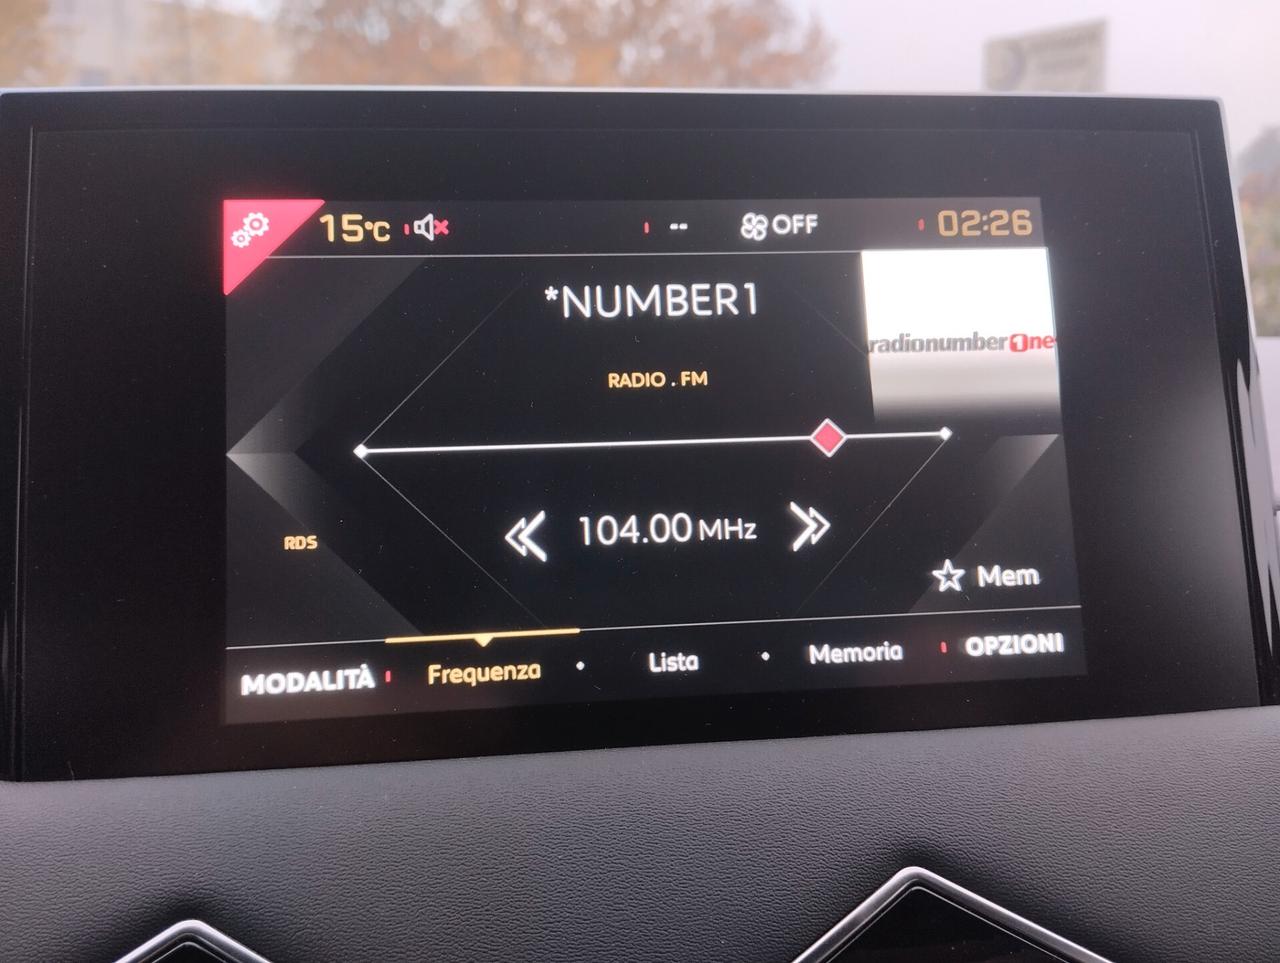 15°C
--
OFF
02:26
*NUMBER1
radionumber1ne
RADIO . FM
104.00 MHz
RDS
Mem
MODALITÀ
Frequenza
Lista
Memoria
OPZIONI